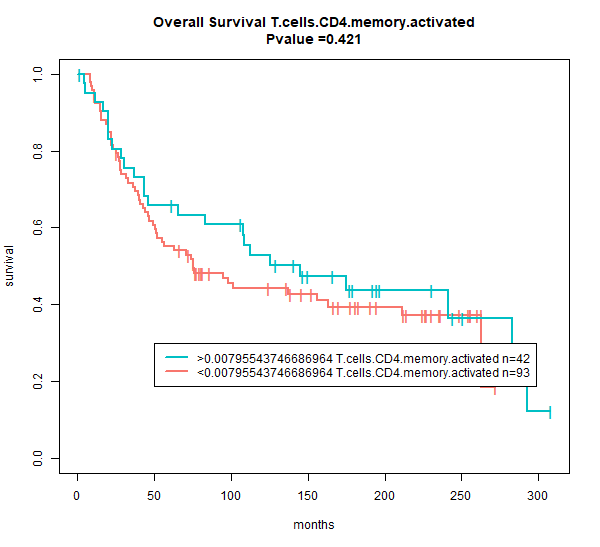 Overall Survival T.cells.CD4.memory.activated
Pvalue =0.421
survival
1.0
0.8
0.6
0.4
0.2
0.0
>0.00795543746686964 T.cells.CD4.memory.activated n=42
<0.00795543746686964 T.cells.CD4.memory.activated n=93
0 50 100 150 200 250 300
months